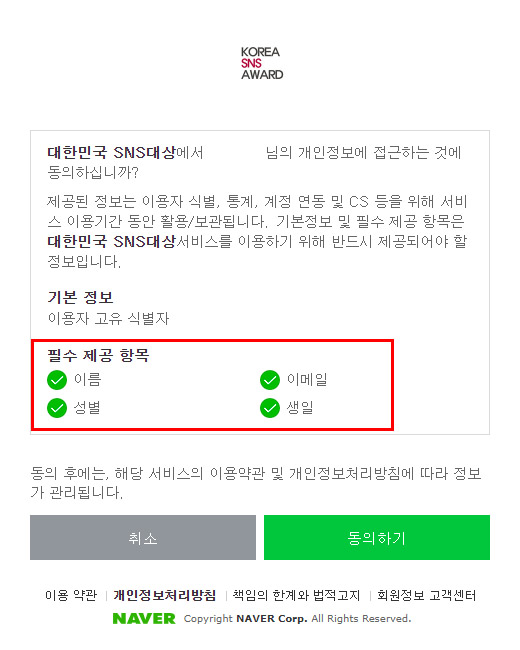 KOREA
SNS
AWARD
대한민국 SNS대상에서 님의 개인정보에 접근하는 것에
동의하십니까?
제공된 정보는 이용자 식별, 통계, 계정 연동 및 CS 등을 위해 서비
스 이용기간 동안 활용/보관됩니다. 기본정보 및 필수 제공 항목은
대한민국 SNS대상서비스를 이용하기 위해 반드시 제공되어야 할
정보입니다.
기본 정보
이용자 고유 식별자
필수 제공 항목
이름 이메일
성별 생일
동의 후에는, 해당 서비스의 이용약관 및 개인정보처리방침에 따라 정보
가 관리됩니다.
취소 동의하기
이용 약관 | 개인정보처리방침 | 책임의 한계와 법적고지 | 회원정보 고객센터
NAVER Copyright NAVER Corp. All Rights Reserved.